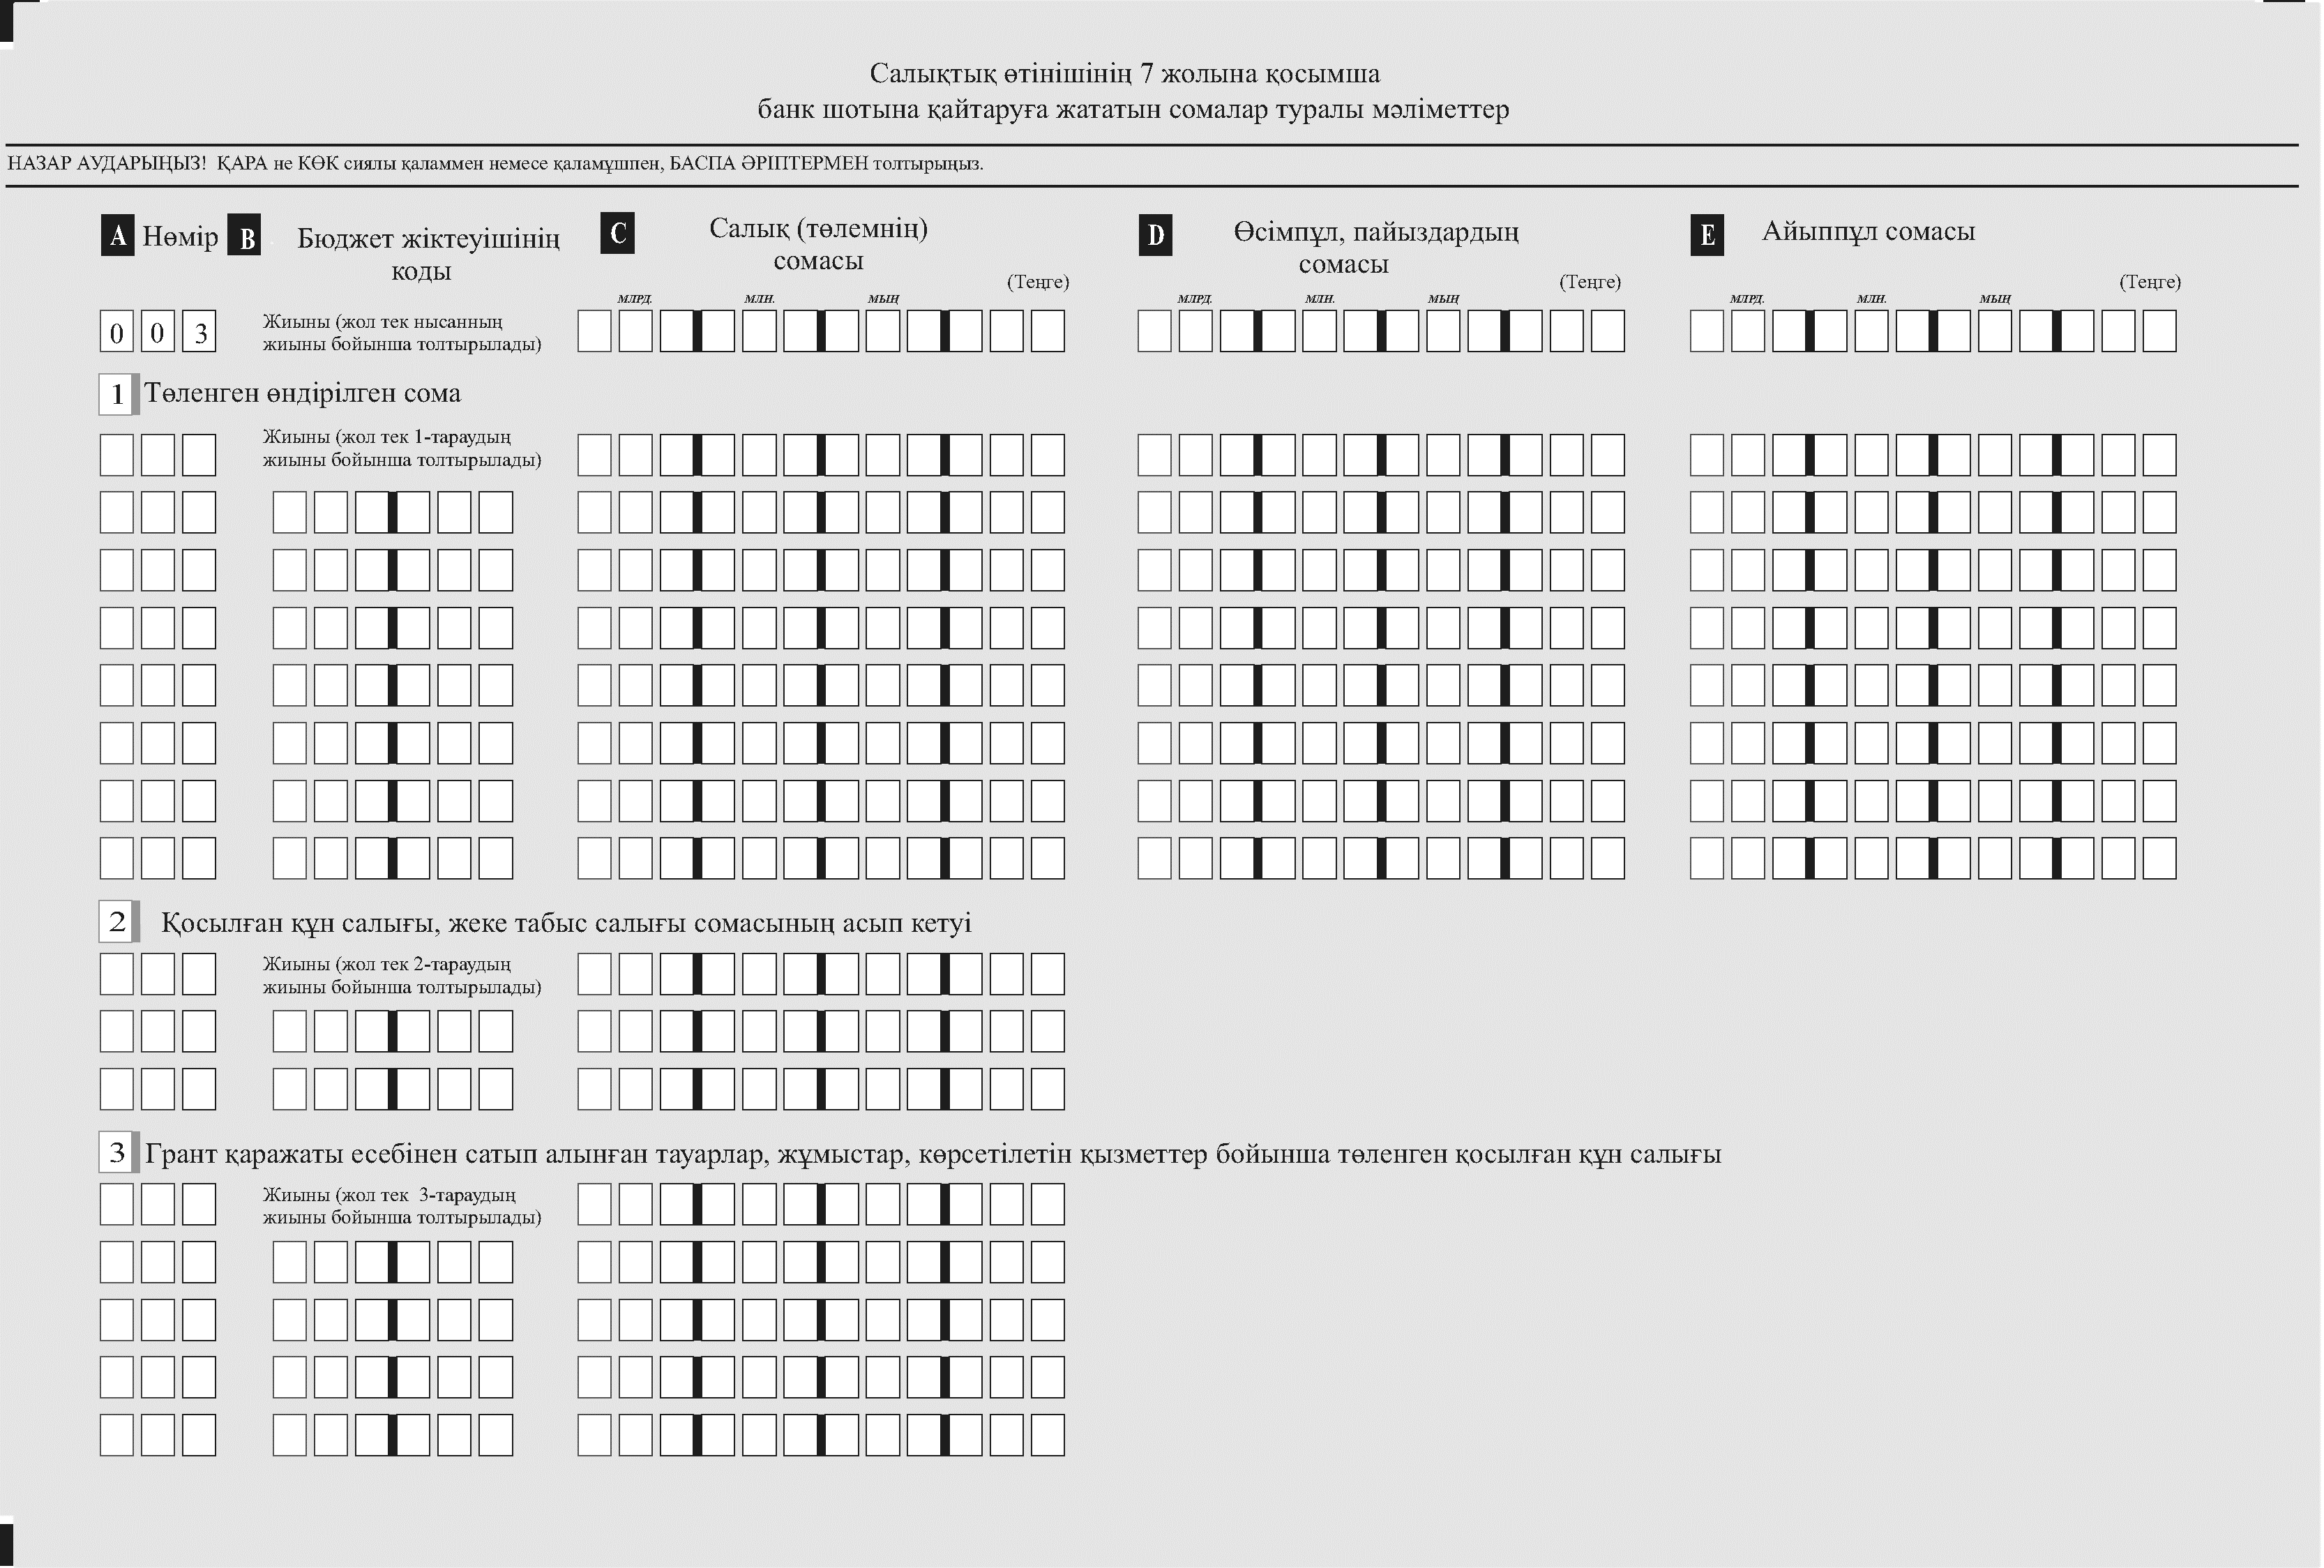 Салықтық өтінішінің 7 жолына қосымша
банк шотына қайтаруға жататын сомалар туралы мәліметтер
НАЗАР АУДАРЫҢЫЗ! ҚАРА не КӨК сиялы қаламмен немесе қаламұшпен, БАСПА ӘРІПТЕРМЕН толтырыңыз.
A Нөмір B Бюджет жіктеуішінің коды C Салық (төлемнің) сомасы D Өсімпұл, пайыздардың сомасы E Айыппұл сомасы
(Теңге) (Теңге) (Теңге)
млрд. млн. мың млрд. млн. мың млрд. млн. мың
0 0 3 Жиыны (жол тек нысанның
жиыны бойынша толтырылады)
1 Төленген өндірілген сома
Жиыны (жол тек 1-тараудың
жиыны бойынша толтырылады)
2 Қосылған құн салығы, жеке табыс салығы сомасының асып кетуі
Жиыны (жол тек 2-тараудың
жиыны бойынша толтырылады)
3 Грант қаражаты есебінен сатып алынған тауарлар, жұмыстар, көрсетілетін қызметтер бойынша төленген қосылған құн салығы
Жиыны (жол тек 3-тараудың
жиыны бойынша толтырылады)